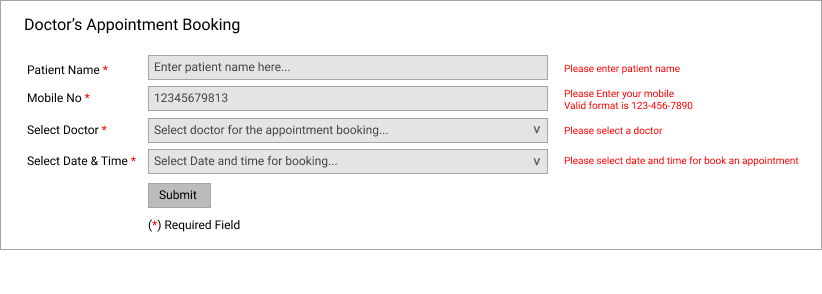 Doctor’s Appointment Booking
Patient Name * Enter patient name here... Please enter patient name
Mobile No * 12345679813 Please Enter your mobile
Valid format is 123-456-7890
Select Doctor * Select doctor for the appointment booking... v Please select a doctor
Select Date & Time * Select Date and time for booking... v Please select date and time for book an appointment
Submit
(*) Required Field